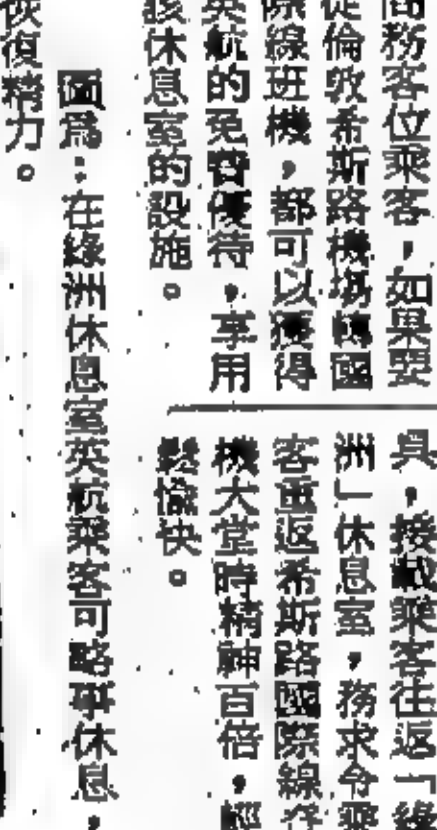 商務客位乘客，如果要
從倫敦希斯路機場轉國
際線班機，都可以獲得
英航的免費優待，享用
該休息室的設施。
具，接載乘客往返「綠
洲」休息室，務求令乘
客重返希斯路國際線
機大堂時精神百倍，輕
鬆愉快。
圖爲：在綠洲休息室英航乘客可略事休息，
恢復精力。